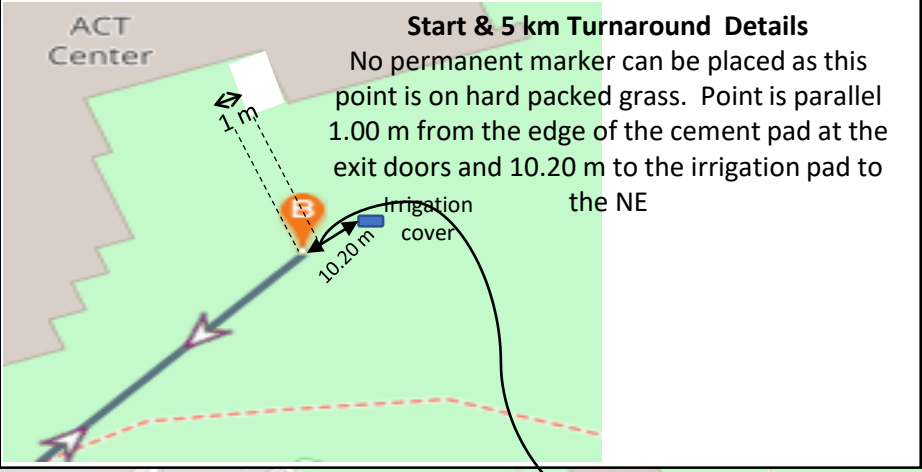 ACT
Center
Start & 5 km Turnaround  Details
No permanent marker can be placed as this
point is on hard packed grass.  Point is parallel
1.00 m from the edge of the cement pad at the
exit doors and 10.20 m to the irrigation pad to
the NE
1 m
B
Irrigation
cover
10.20 m